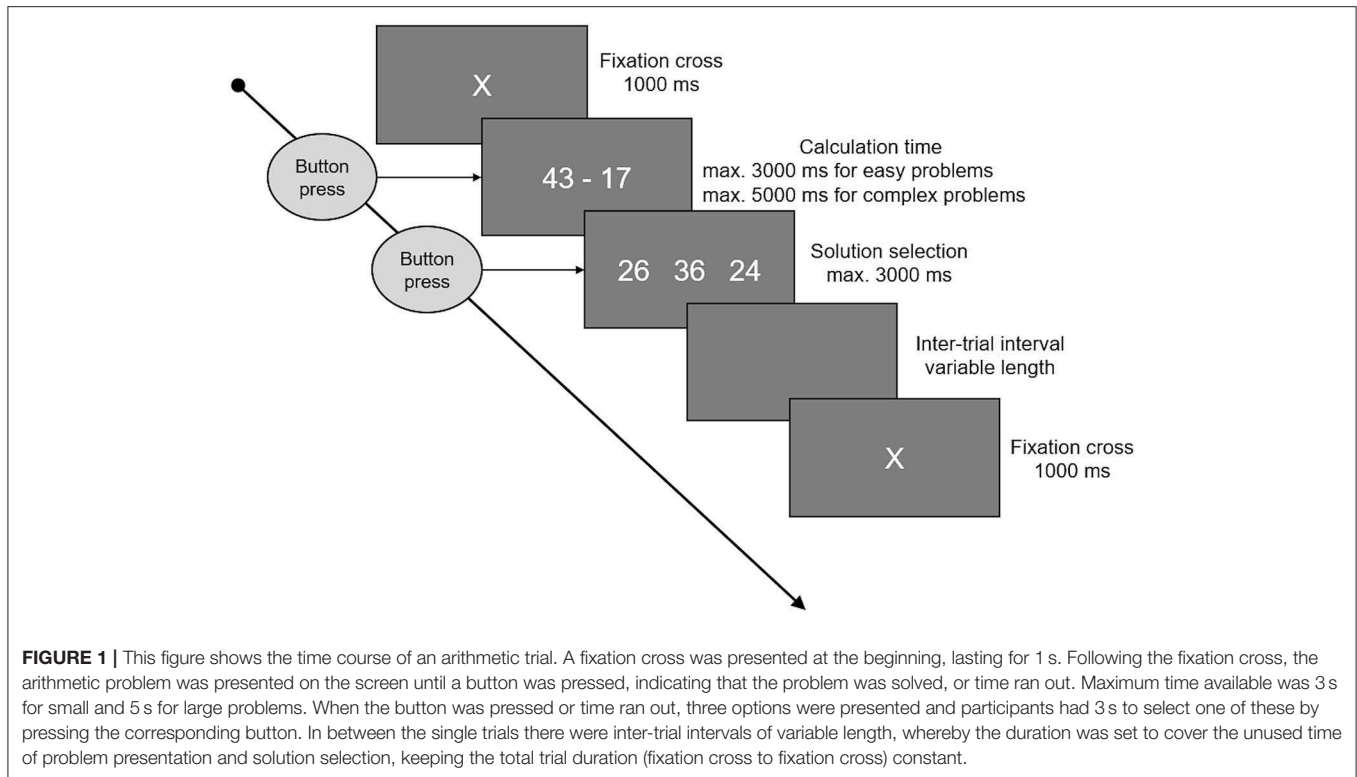 X
Fixation cross
1000 ms
Button
press
43 - 17
Calculation time
max. 3000 ms for easy problems
max. 5000 ms for complex problems
Button
press
26 36 24
Solution selection
max. 3000 ms
Inter-trial interval
variable length
X
Fixation cross
1000 ms
FIGURE 1 | This figure shows the time course of an arithmetic trial. A fixation cross was presented at the beginning, lasting for 1 s. Following the fixation cross, the
arithmetic problem was presented on the screen until a button was pressed, indicating that the problem was solved, or time ran out. Maximum time available was 3 s
for small and 5 s for large problems. When the button was pressed or time ran out, three options were presented and participants had 3 s to select one of these by
pressing the corresponding button. In between the single trials there were inter-trial intervals of variable length, whereby the duration was set to cover the unused time
of problem presentation and solution selection, keeping the total trial duration (fixation cross to fixation cross) constant.